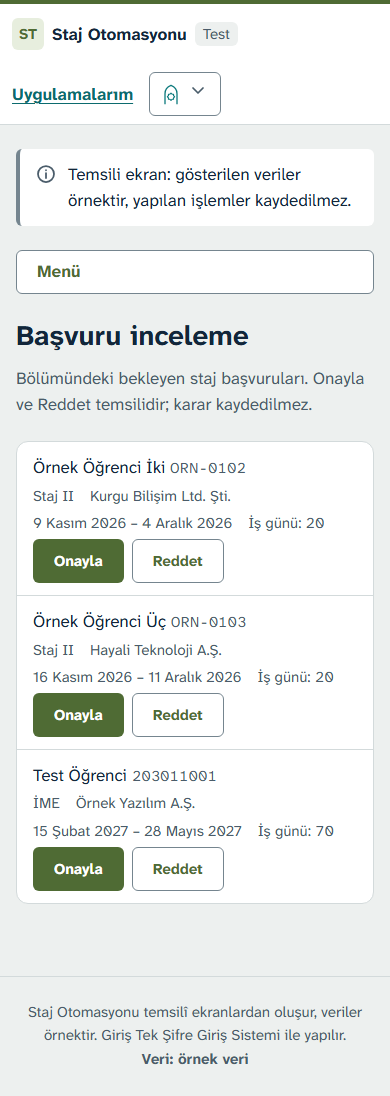 ST Staj Otomasyonu Test
Uygulamalarım
Temsili ekran: gösterilen veriler
örnektir, yapılan işlemler kaydedilmez.
Menü
Başvuru inceleme
Bölümündeki bekleyen staj başvuruları. Onayla
ve Reddet temsilidir; karar kaydedilmez.
Örnek Öğrenci İki ORN-0102
Staj II Kurgu Bilişim Ltd. Şti.
9 Kasım 2026 – 4 Aralık 2026 İş günü: 20
Onayla Reddet
Örnek Öğrenci Üç ORN-0103
Staj II Hayali Teknoloji A.Ş.
16 Kasım 2026 – 11 Aralık 2026 İş günü: 20
Onayla Reddet
Test Öğrenci 203011001
İME Örnek Yazılım A.Ş.
15 Şubat 2027 – 28 Mayıs 2027 İş günü: 70
Onayla Reddet
Staj Otomasyonu temsilî ekranlardan oluşur, veriler
örnektir. Giriş Tek Şifre Giriş Sistemi ile yapılır.
Veri: örnek veri